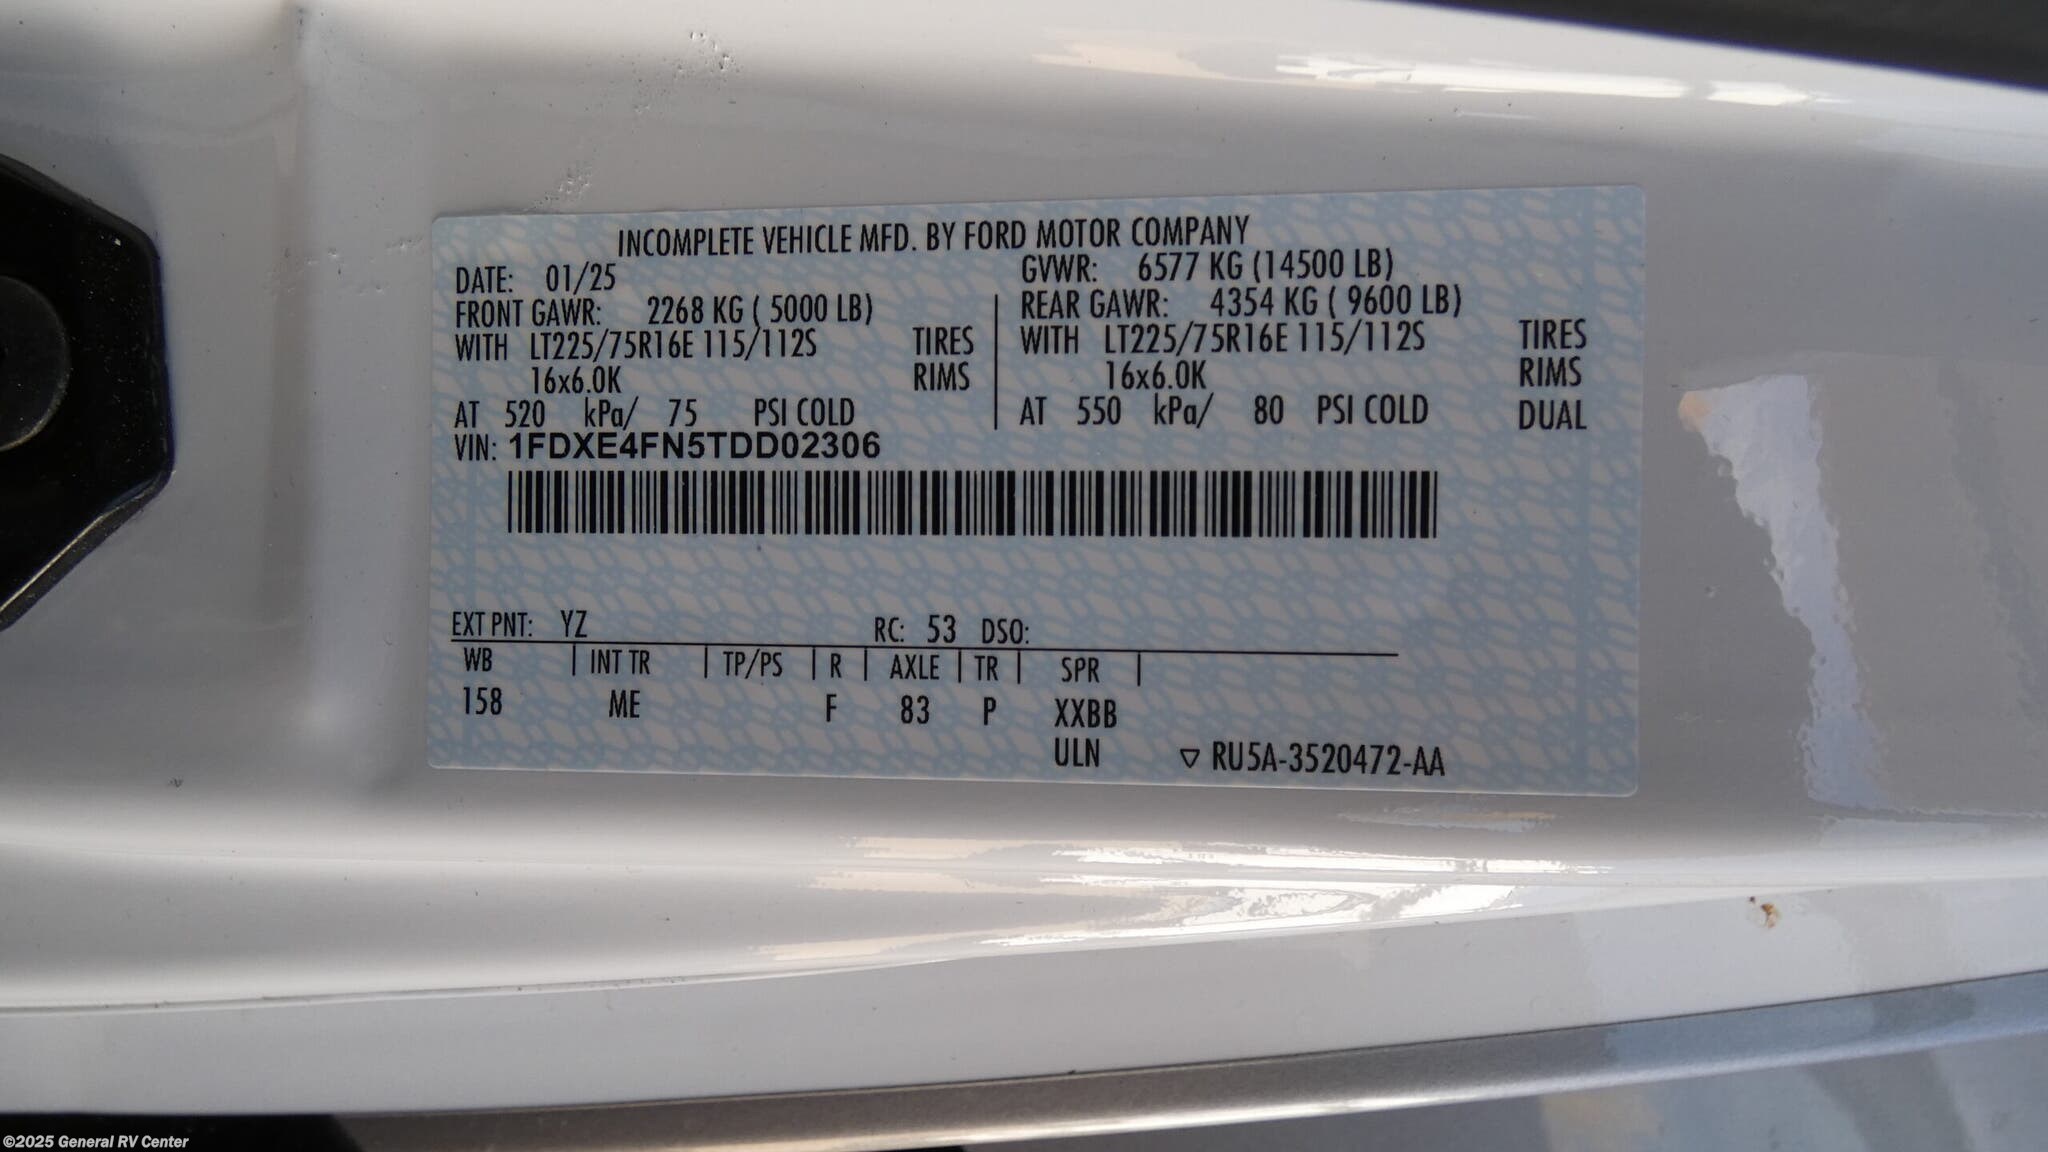 INCOMPLETE VEHICLE MFD. BY FORD MOTOR COMPANY
DATE: 01/25 GVWR: 6577 KG (14500 LB)
FRONT GAWR: 2268 KG ( 5000 LB) REAR GAWR: 4354 KG ( 9600 LB)
WITH LT225/75R16E 115/112S TIRES WITH LT225/75R16E 115/112S TIRES
16x6.0K RIMS 16x6.0K RIMS
AT 520 kPa/ 75 PSI COLD AT 550 kPa/ 80 PSI COLD DUAL
VIN: 1FDXE4FN5TDD02306
EXT PNT: YZ RC: 53 DSO:
WB INT TR TP/PS R AXLE TR SPR
158 ME F 83 P XXBB
ULN ▽ RU5A-3520472-AA
©2025 General RV Center